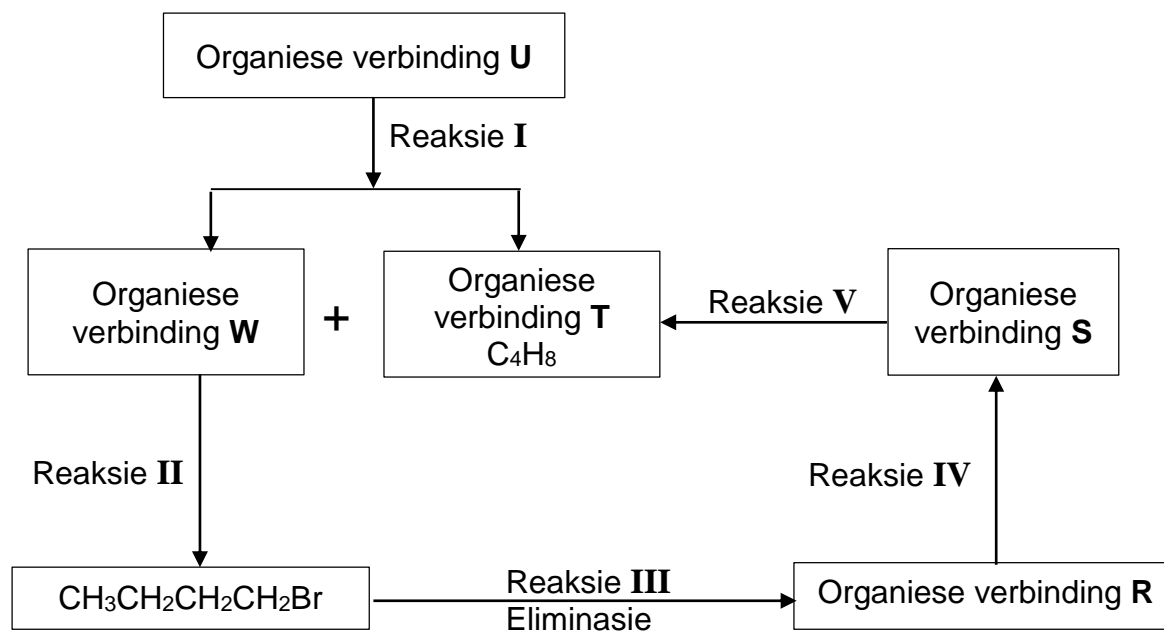 Organiese verbinding U
Reaksie I
Organiese
verbinding W
+
Organiese
verbinding T
C₄H₈
Reaksie V
Organiese
verbinding S
Reaksie II
Reaksie IV
CH₃CH₂CH₂CH₂Br
Reaksie III
Eliminasie
Organiese verbinding R